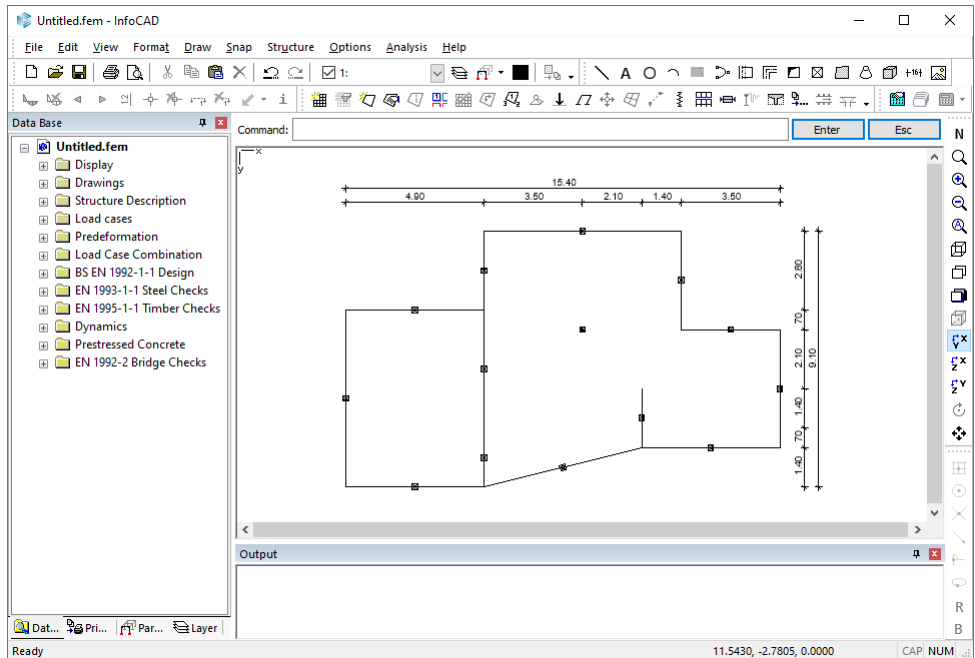 Untitled.fem - InfoCAD
File Edit View Format Draw Snap Structure Options Analysis Help
1:
A
+164
i
Data Base
Untitled.fem
Display
Drawings
Structure Description
Load cases
Predeformation
Load Case Combination
BS EN 1992-1-1 Design
EN 1993-1-1 Steel Checks
EN 1995-1-1 Timber Checks
Dynamics
Prestressed Concrete
EN 1992-2 Bridge Checks
Dat... Pri... Par... Layer
Command: Enter Esc
x
y
15.40
4.90 3.50 2.10 1.40 3.50
2.80
70
2.10
9.10
1.40
70
1.40
N
A
X
Y
X
Z
Y
Z
R
B
Output
Ready 11.5430, -2.7805, 0.0000 CAP NUM